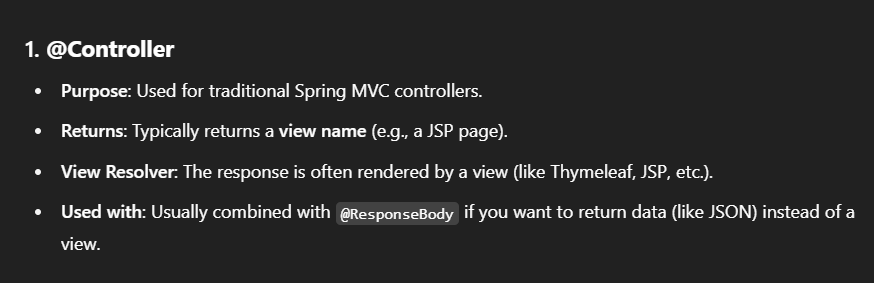 1. @Controller
• Purpose: Used for traditional Spring MVC controllers.
• Returns: Typically returns a view name (e.g., a JSP page).
• View Resolver: The response is often rendered by a view (like Thymeleaf, JSP, etc.).
• Used with: Usually combined with @ResponseBody if you want to return data (like JSON) instead of a
view.